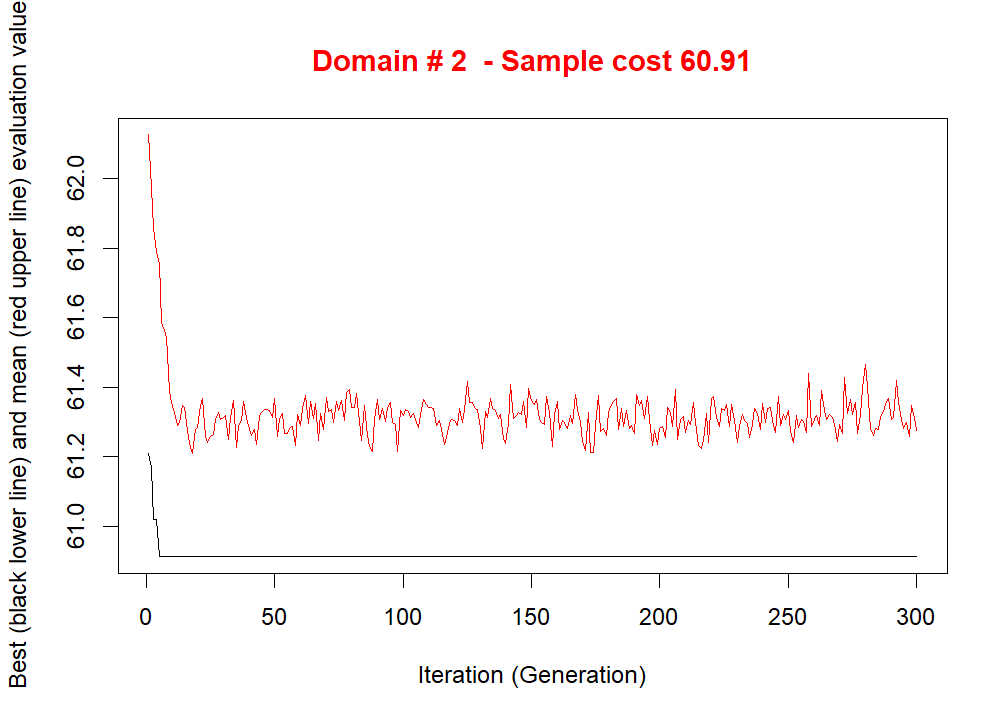 Domain # 2  - Sample cost 60.91
Best (black lower line) and mean (red upper line) evaluation value
62.0
61.8
61.6
61.4
61.2
61.0
0 50 100 150 200 250 300
Iteration (Generation)